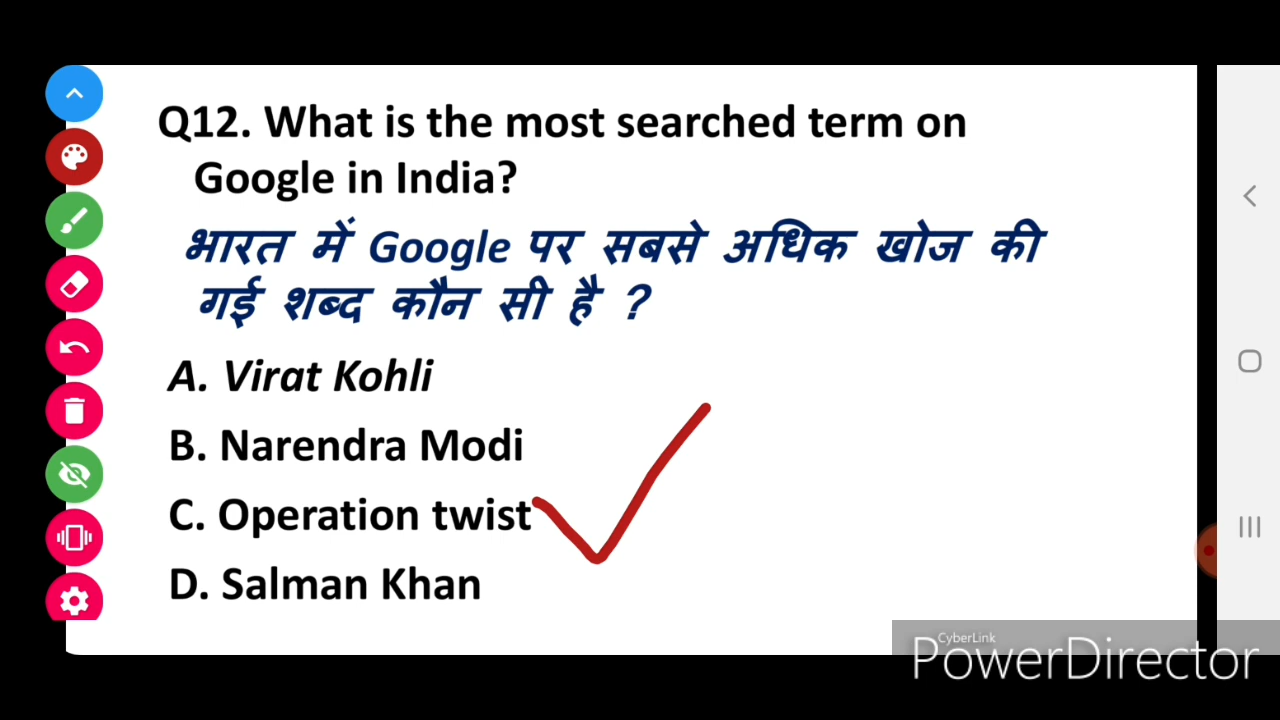 Q12. What is the most searched term on
Google in India?
भारत में Google पर सबसे अधिक खोज की
गई शब्द कौन सी है ?
A. Virat Kohli
B. Narendra Modi
C. Operation twist
D. Salman Khan
CyberLink
PowerDirector